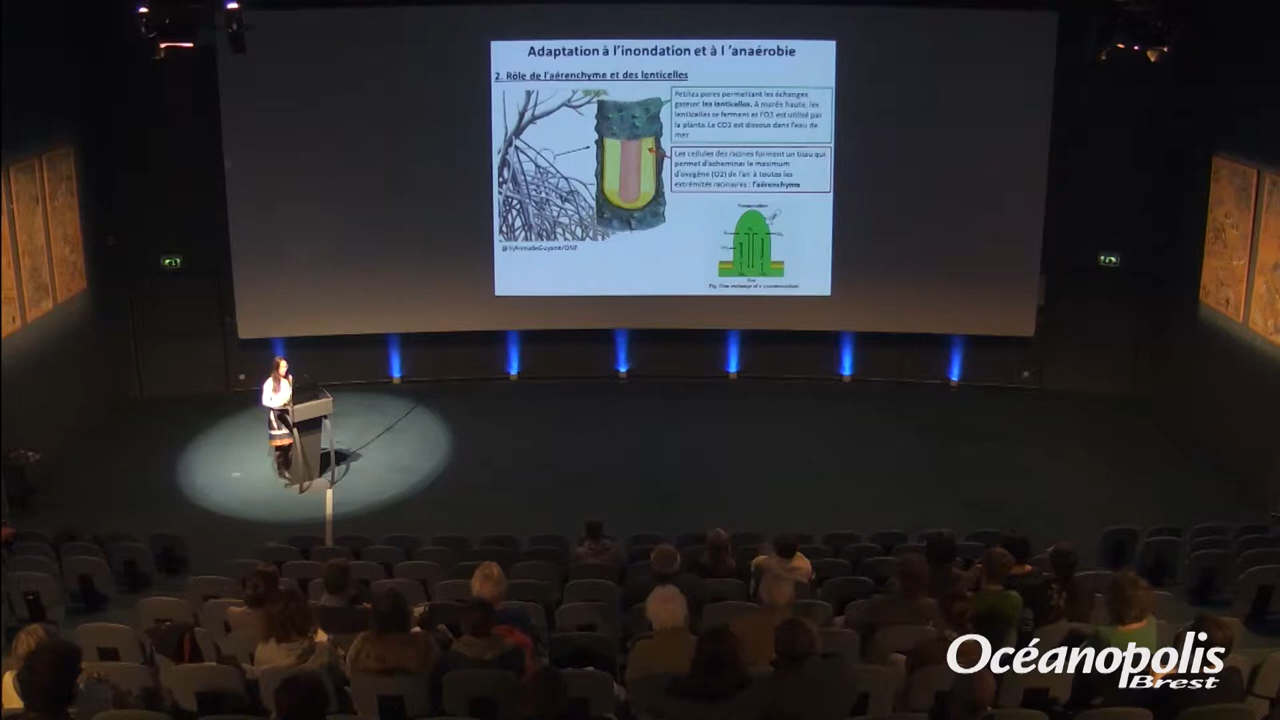 Adaptation à l'inondation et à l 'anaérobie
2. Rôle de l'aérenchyme et des lenticelles
Petites pores permettant les échanges
gazeux: les lenticelles. A marée haute, les
lenticelles se ferment et l'O2 est utilisé par
la plante. Le CO2 est dissous dans l'eau de
mer
Les cellules des racines forment un tissu qui
permet d'acheminer le maximum
d'oxygène (O2) de l'air à toutes les
extrémités racinaires : l'aérenchyme
Océanopolis
Brest